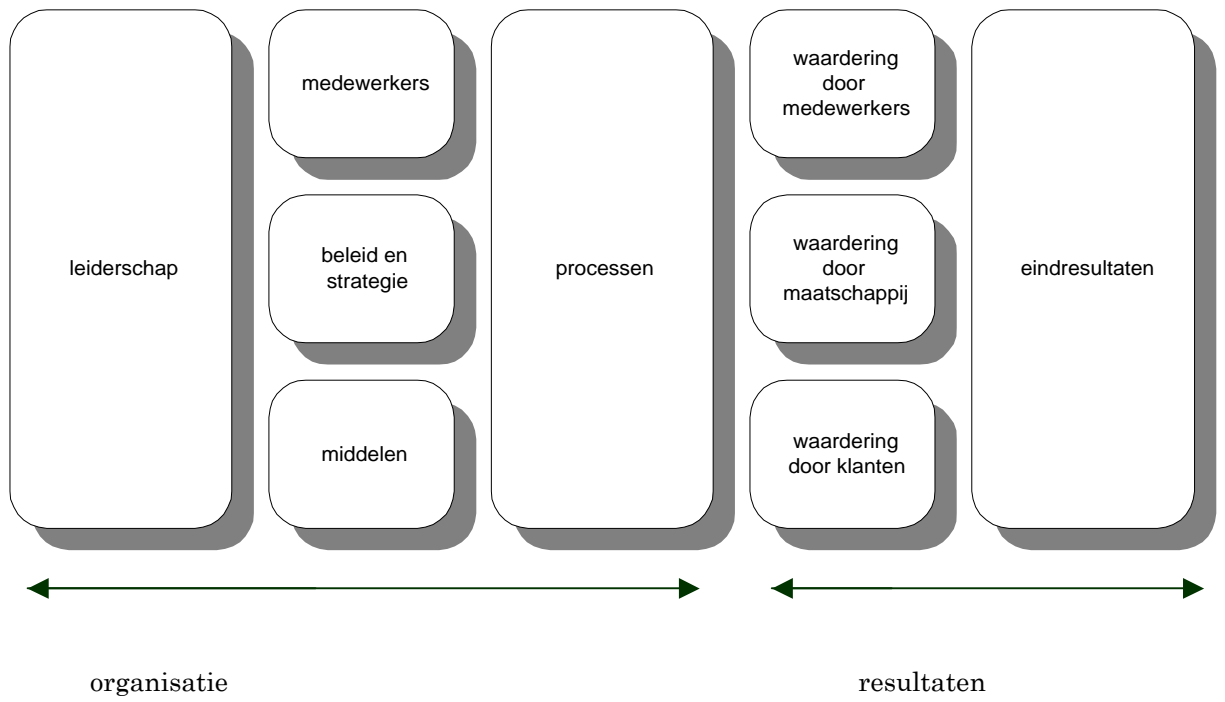 leiderschap
medewerkers
beleid en
strategie
middelen
processen
waardering
door
medewerkers
waardering
door
maatschappij
waardering
door klanten
eindresultaten
organisatie
resultaten